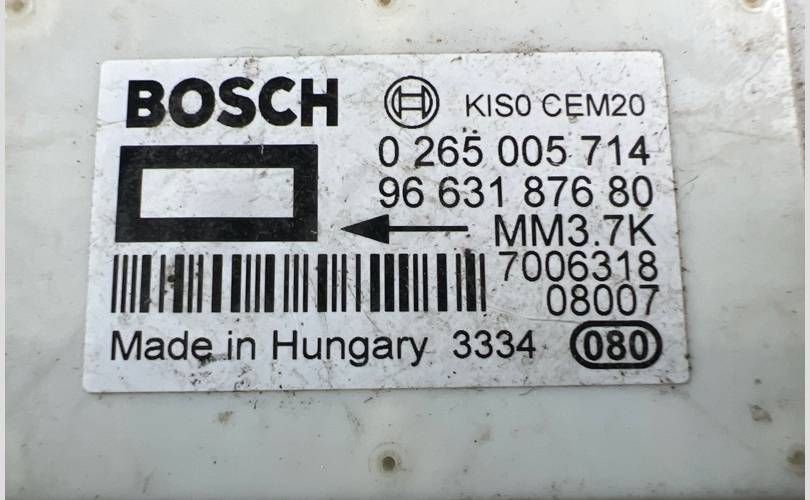 BOSCH KIS0 CEM20
0 265 005 714
96 631 876 80
MM3.7K
7006318
08007
Made in Hungary 3334 080